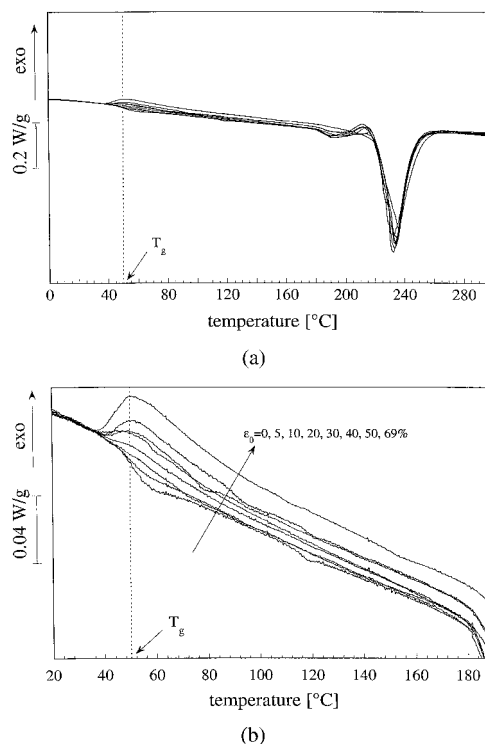 exo
0.2 W/g
T_g
0 40 80 120 160 200 240 280
temperature [°C]
(a)
exo
0.04 W/g
ε₀=0, 5, 10, 20, 30, 40, 50, 69%
T_g
20 40 60 80 100 120 140 160 180
temperature [°C]
(b)